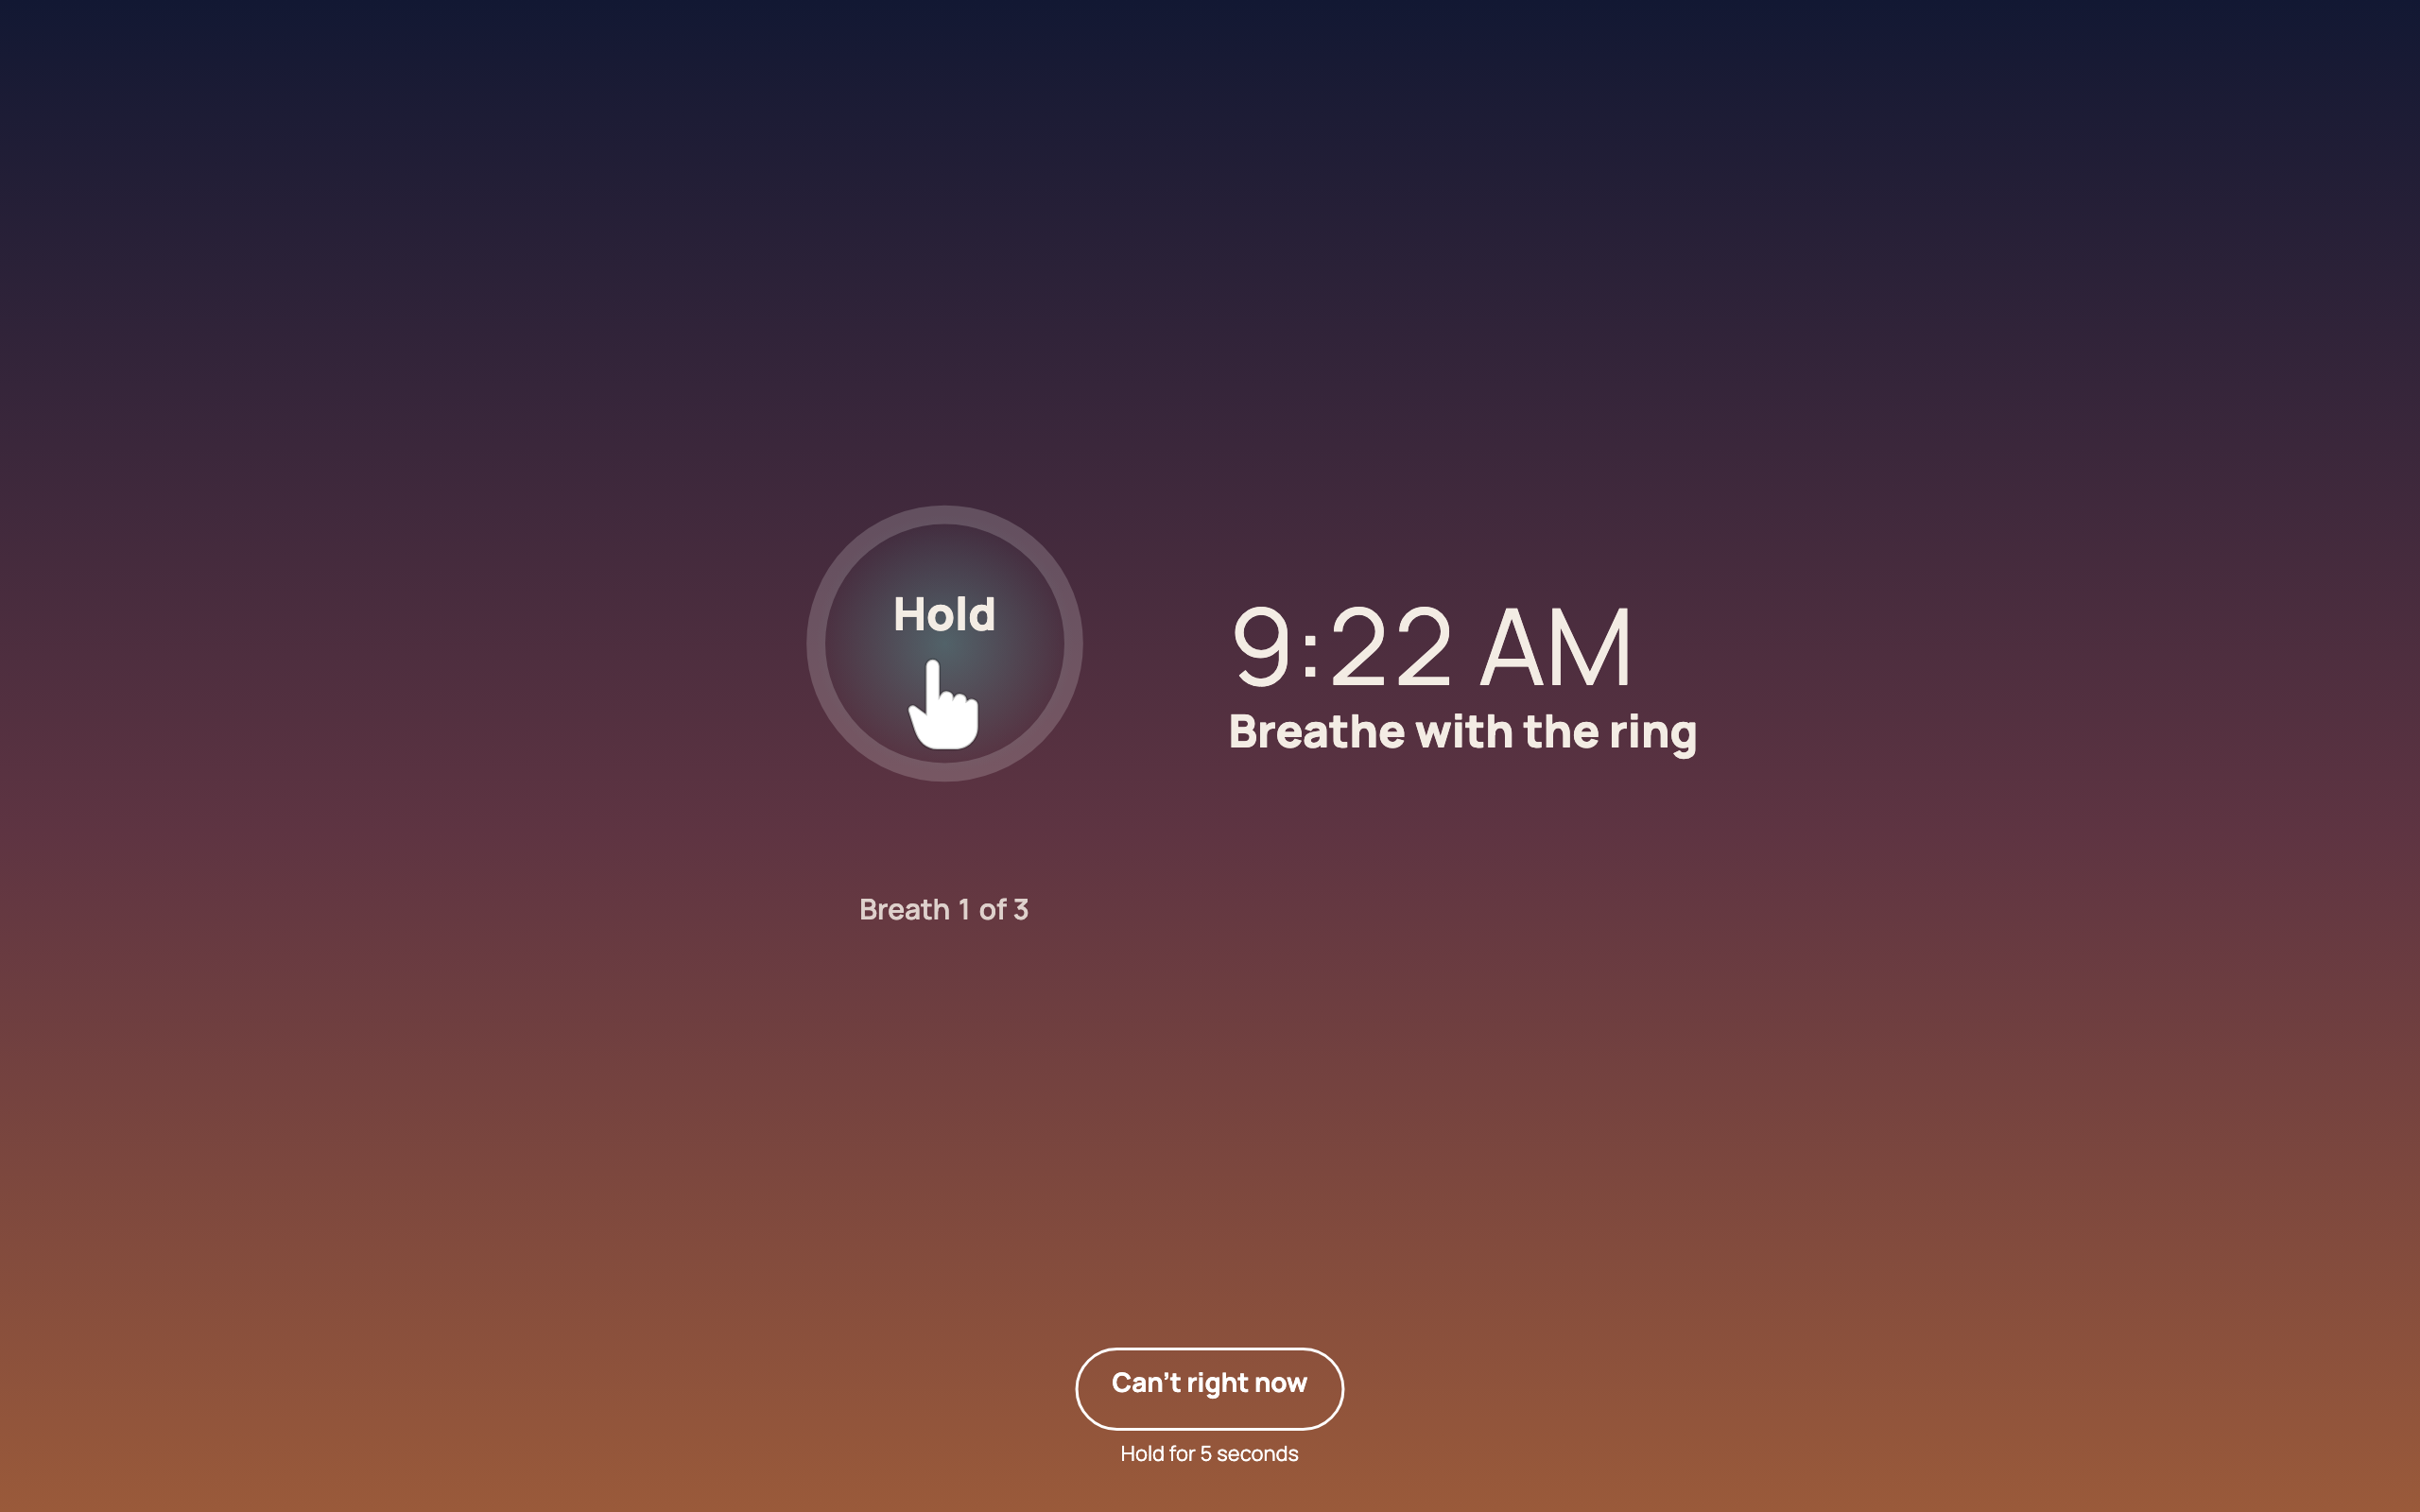 Hold
9:22 AM
Breathe with the ring
Breath 1 of 3
Can't right now
Hold for 5 seconds